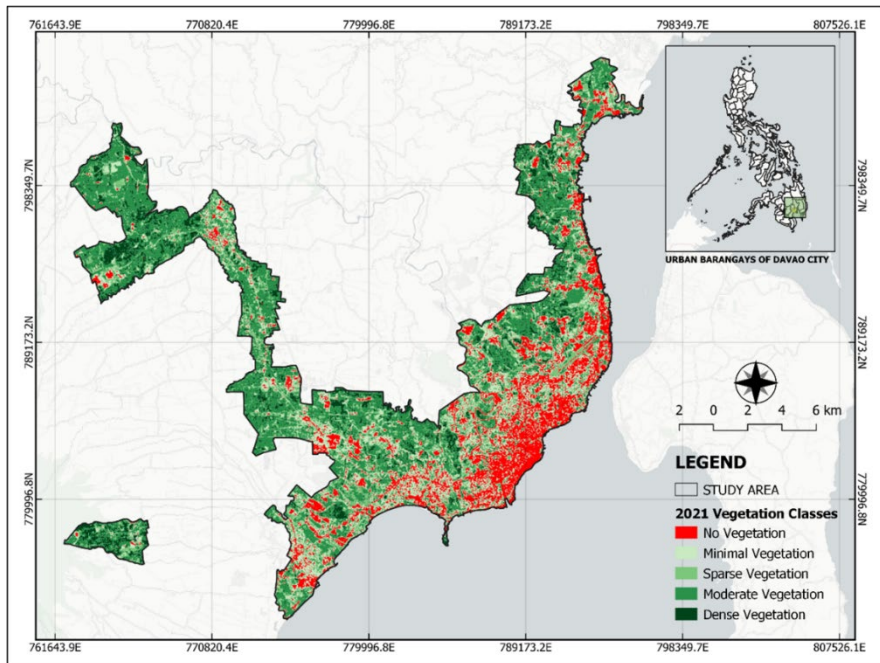 761643.9E 770820.4E 779996.8E 789173.2E 798349.7E 807526.1E
798349.7N 798349.7N
URBAN BARANGAYS OF DAVAO CITY
789173.2N 789173.2N
2 0 2 4 6 km
LEGEND
STUDY AREA
2021 Vegetation Classes
No Vegetation
Minimal Vegetation
Sparse Vegetation
Moderate Vegetation
Dense Vegetation
779996.8N 779996.8N
761643.9E 770820.4E 779996.8E 789173.2E 798349.7E 807526.1E